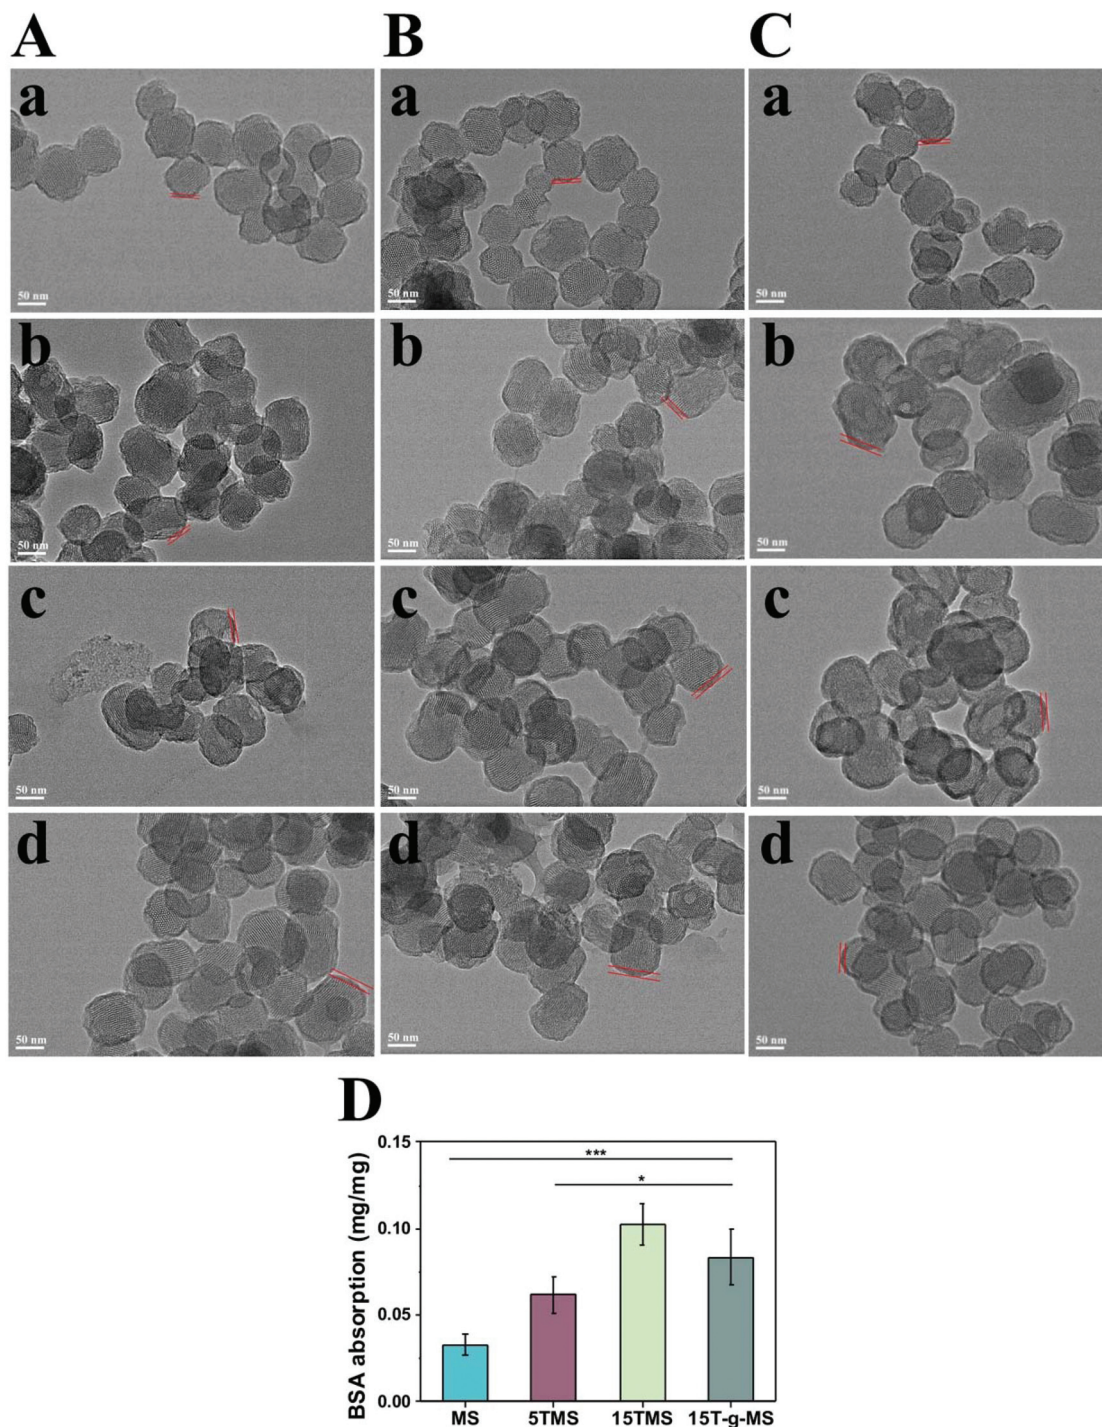 A B C
a a a
50 nm 50 nm 50 nm
b b b
50 nm 50 nm 50 nm
c c c
50 nm 50 nm 50 nm
d d d
50 nm 50 nm 50 nm
D
BSA absorption (mg/mg)
0.15
***
*
0.10
0.05
0.00
MS 5TMS 15TMS 15T-g-MS